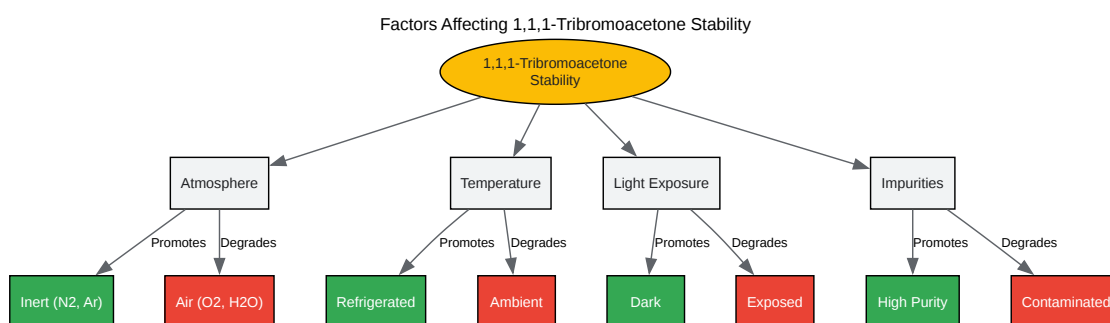 Factors Affecting 1,1,1-Tribromoacetone Stability
1,1,1-Tribromoacetone
Stability
Atmosphere
Temperature
Light Exposure
Impurities
Promotes
Degrades
Promotes
Degrades
Promotes
Degrades
Promotes
Degrades
Inert (N2, Ar)
Air (O2, H2O)
Refrigerated
Ambient
Dark
Exposed
High Purity
Contaminated